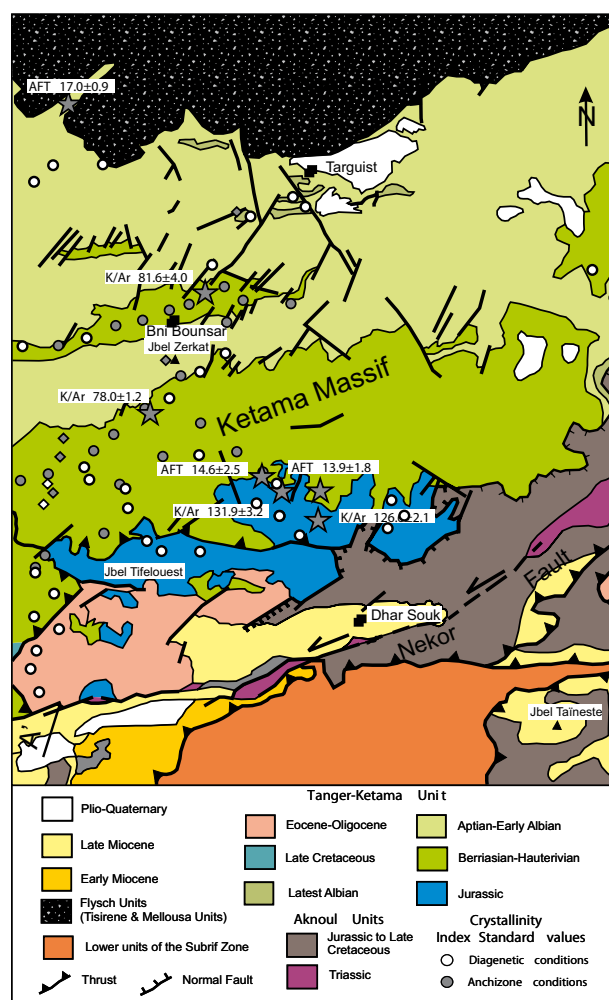 AFT 17.0±0.9
N
Targuist
K/Ar 81.6±4.0
Bni Bounsar
Jbel Zerkat
K/Ar 78.0±1.2
Ketama Massif
AFT 14.6±2.5
AFT 13.9±1.8
K/Ar 131.9±3.2
K/Ar 126.6±2.1
Jbel Tifelouest
Dhar Souk
Nekor Fault
Jbel Taïneste
Plio-Quaternary
Late Miocene
Early Miocene
Flysch Units
(Tisirene & Mellousa Units)
Lower units of the Subrif Zone
Thrust
Normal Fault
Tanger-Ketama Unit
Eocene-Oligocene
Late Cretaceous
Latest Albian
Aptian-Early Albian
Berriasian-Hauterivian
Jurassic
Aknoul Units
Jurassic to Late
Cretaceous
Triassic
Crystallinity
Index Standard values
Diagenetic conditions
Anchizone conditions